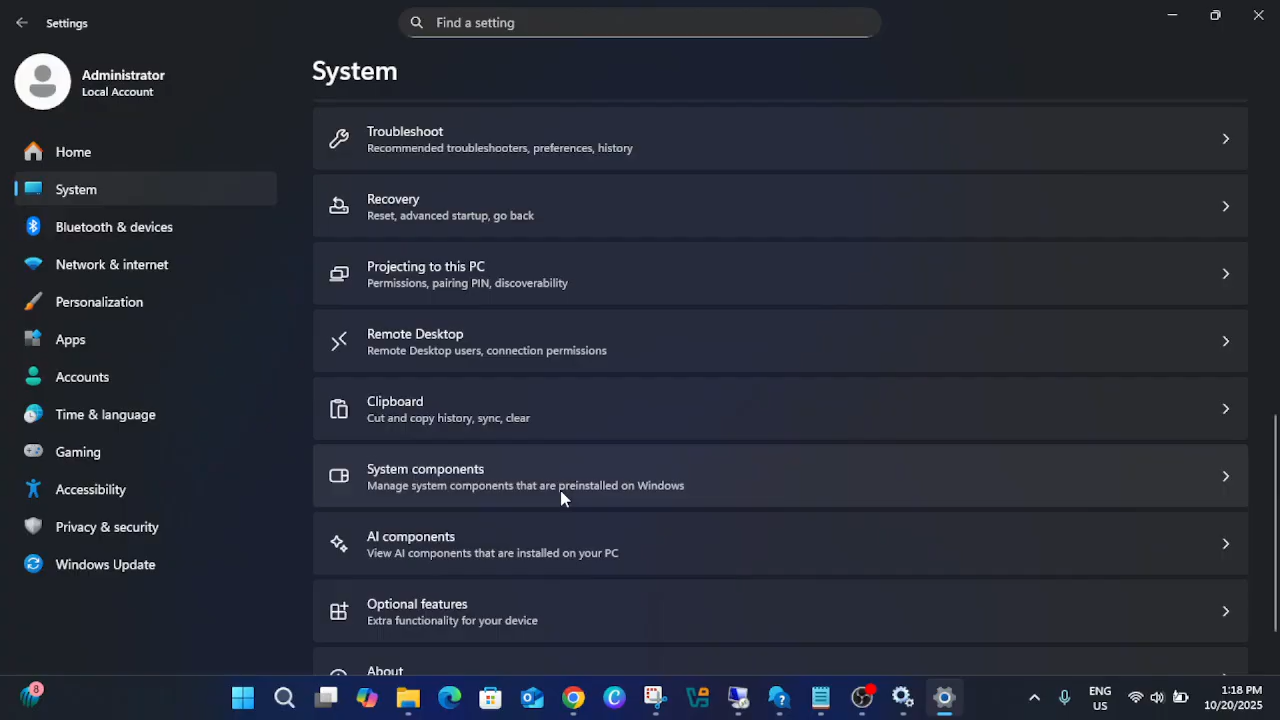 Settings
Find a setting
Administrator
Local Account
Home
System
Bluetooth & devices
Network & internet
Personalization
Apps
Accounts
Time & language
Gaming
Accessibility
Privacy & security
Windows Update
System
Troubleshoot
Recommended troubleshooters, preferences, history
Recovery
Reset, advanced startup, go back
Projecting to this PC
Permissions, pairing PIN, discoverability
Remote Desktop
Remote Desktop users, connection permissions
Clipboard
Cut and copy history, sync, clear
System components
Manage system components that are preinstalled on Windows
AI components
View AI components that are installed on your PC
Optional features
Extra functionality for your device
About
8
ENG
US
1:18 PM
10/20/2025